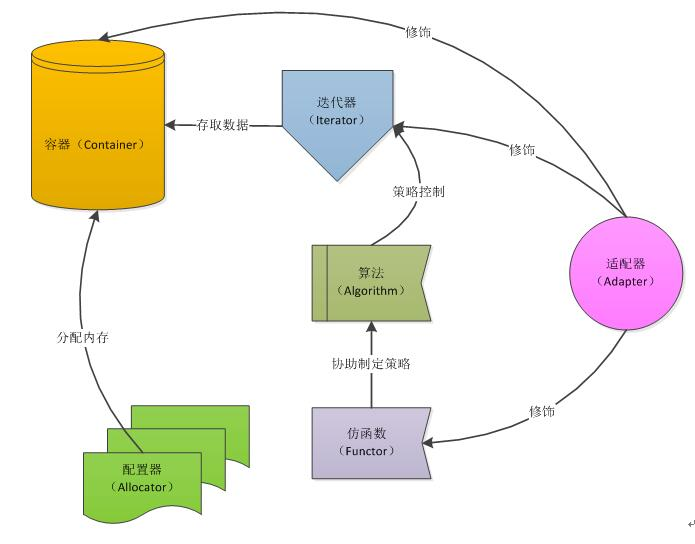 修饰
迭代器
（Iterator）
容器（Container）
存取数据
修饰
策略控制
算法
（Algorithm）
适配器
（Adapter）
分配内存
协助制定策略
修饰
仿函数
（Functor）
配置器
（Allocator）